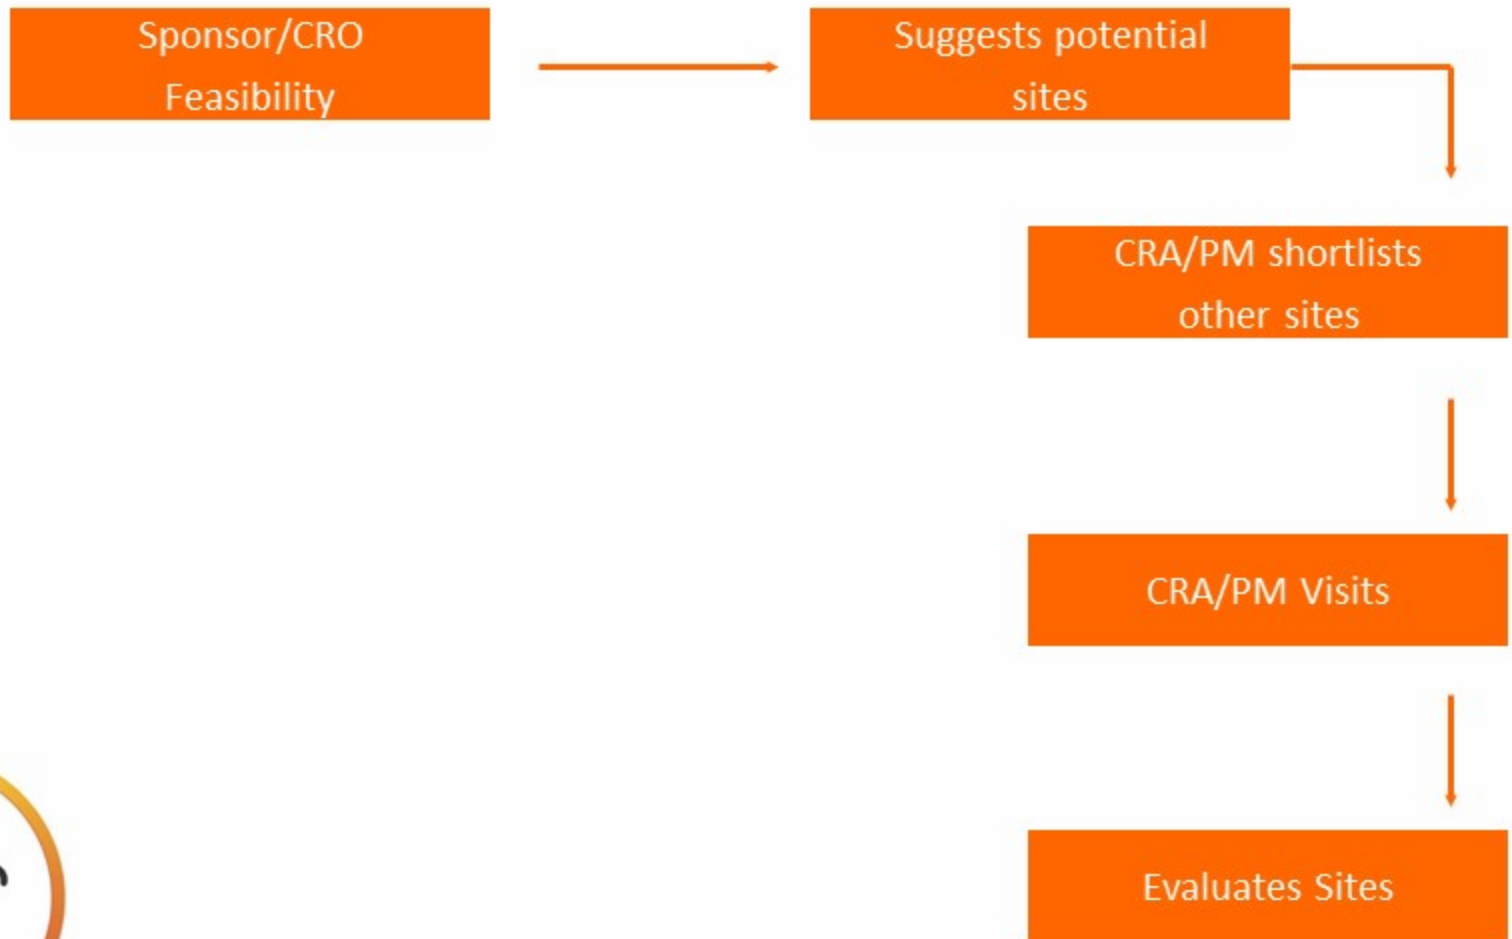 Sponsor/CRO
Feasibility
Suggests potential
sites
CRA/PM shortlists
other sites
CRA/PM Visits
Evaluates Sites